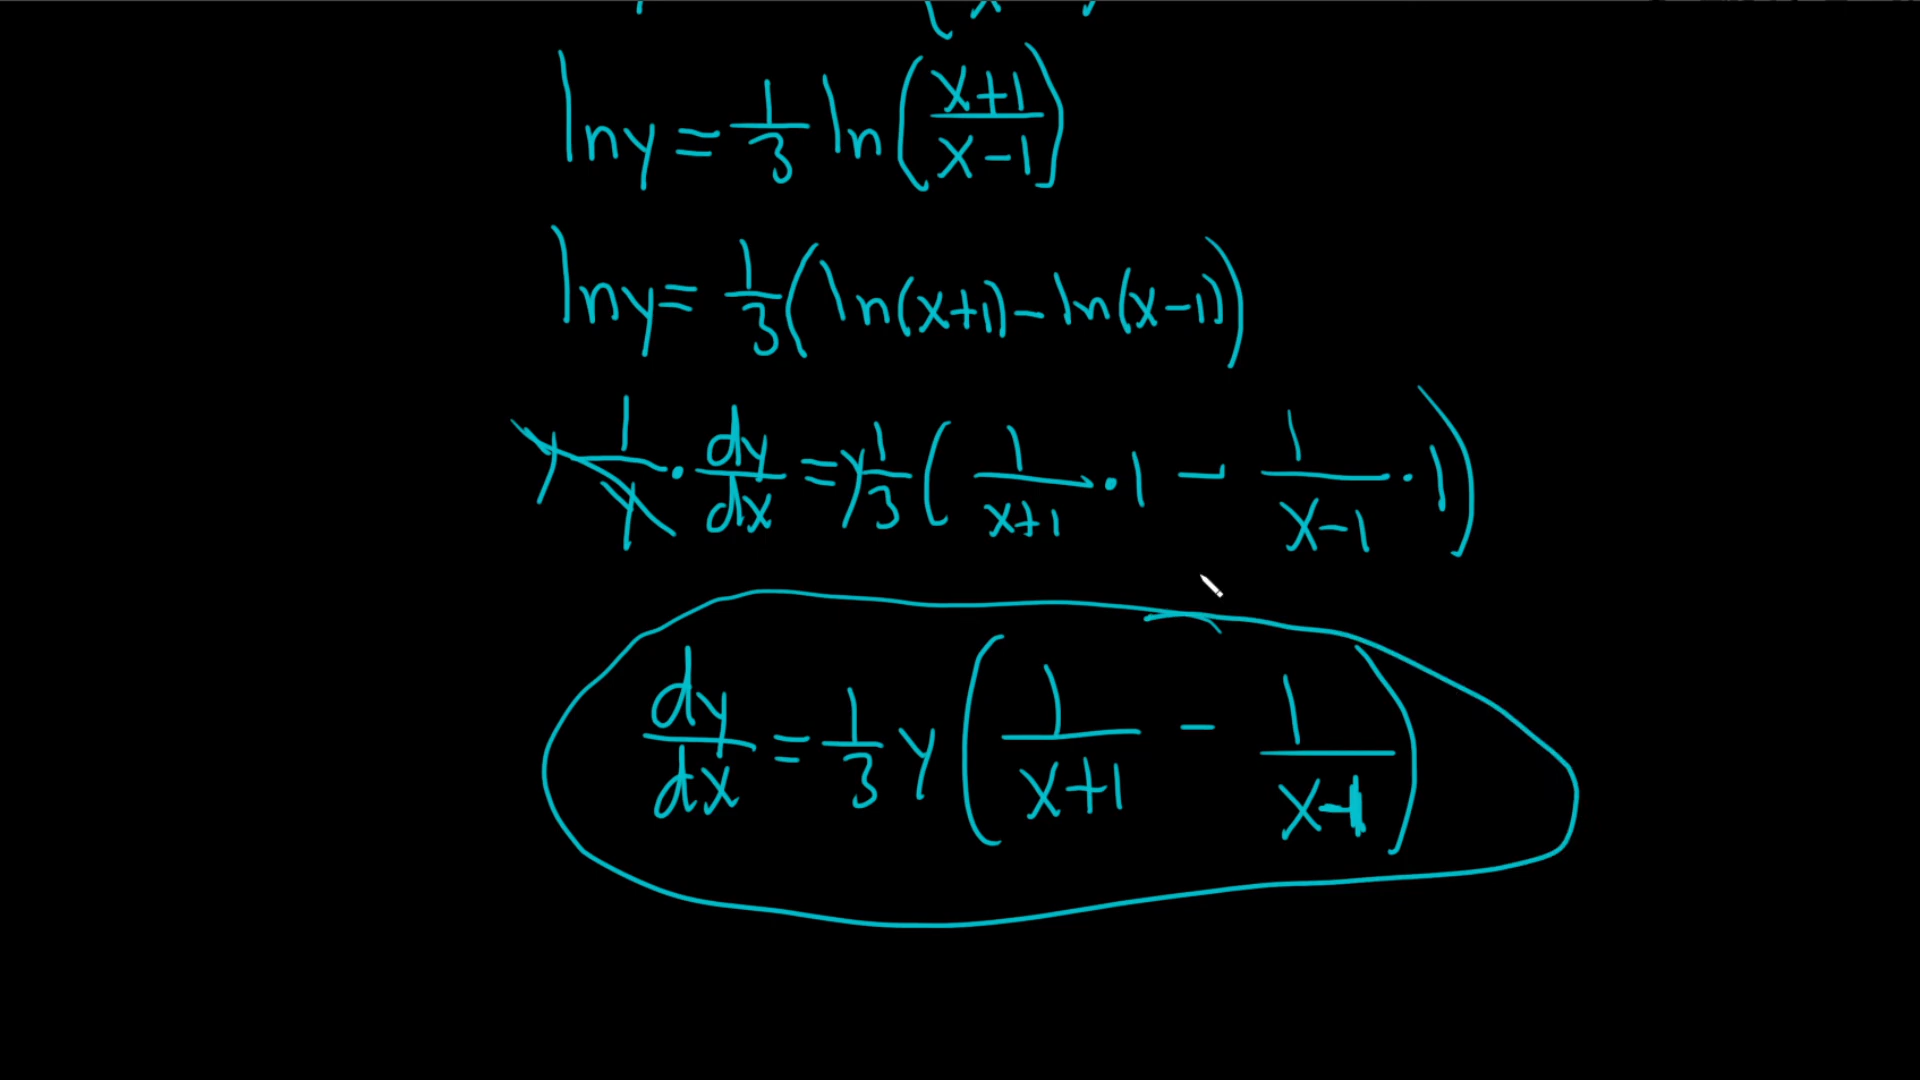 ln y = 1/3 ln((x+1)/(x-1))
ln y = 1/3 (ln(x+1) - ln(x-1))
y 1/y · dy/dx = y 1/3 (1/(x+1) · 1 - 1/(x-1) · 1)
dy/dx = 1/3 y (1/(x+1) - 1/(x-1))